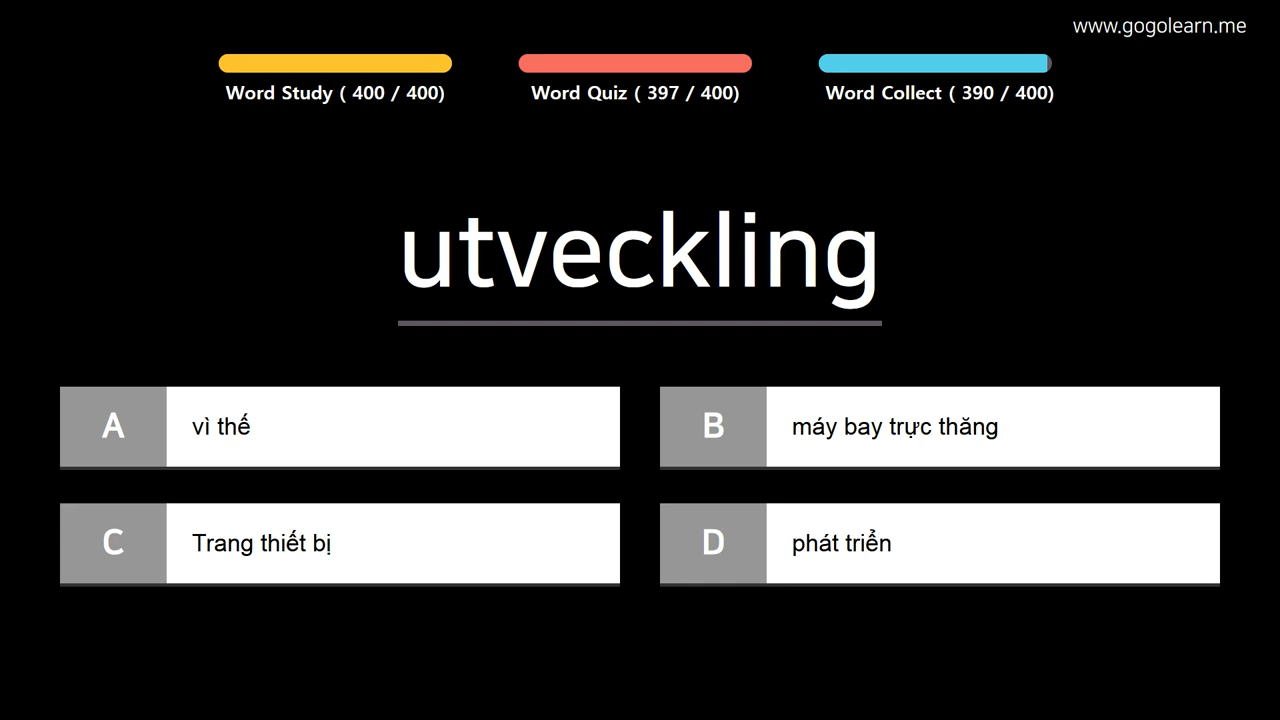 www.gogolearn.me
Word Study ( 400 / 400)
Word Quiz ( 397 / 400)
Word Collect ( 390 / 400)
utveckling
A
vì thế
B
máy bay trực thăng
C
Trang thiết bị
D
phát triển